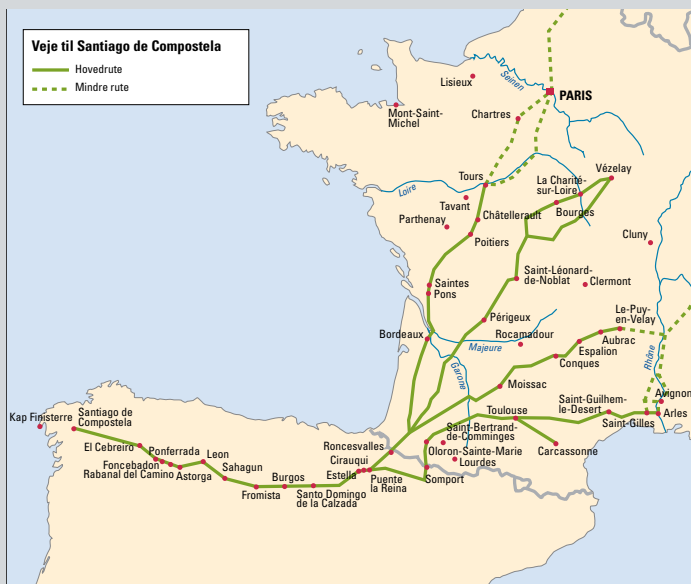 Veje til Santiago de Compostela
Hovedrute
Mindre rute
Lisieux
Seinen
PARIS
Mont-Saint-
Michel
Chartres
Tours
Loire
Tavant
Parthenay
Châtellerault
Poitiers
La Charité-
sur-Loire
Vézelay
Bourges
Cluny
Saint-Léonard-
de-Noblat
Clermont
Saintes
Pons
Périgeux
Rocamadour
Le-Puy-
en-Velay
Bordeaux
Majeure
Aubrac
Espalion
Conques
Rhône
Garone
Moissac
Avignon
Toulouse
Saint-Guilhem-
le-Desert
Arles
Saint-Gilles
Saint-Bertrand-
de-Comminges
Oloron-Sainte-Marie
Lourdes
Carcassonne
Kap Finisterre
Santiago de
Compostela
El Cebreiro
Ponferrada
Foncebadon
Rabanal del Camino
Astorga
Leon
Sahagun
Fromista
Burgos
Santo Domingo
de la Calzada
Roncesvalles
Cirauqui
Estella
Puente
la Reina
Somport